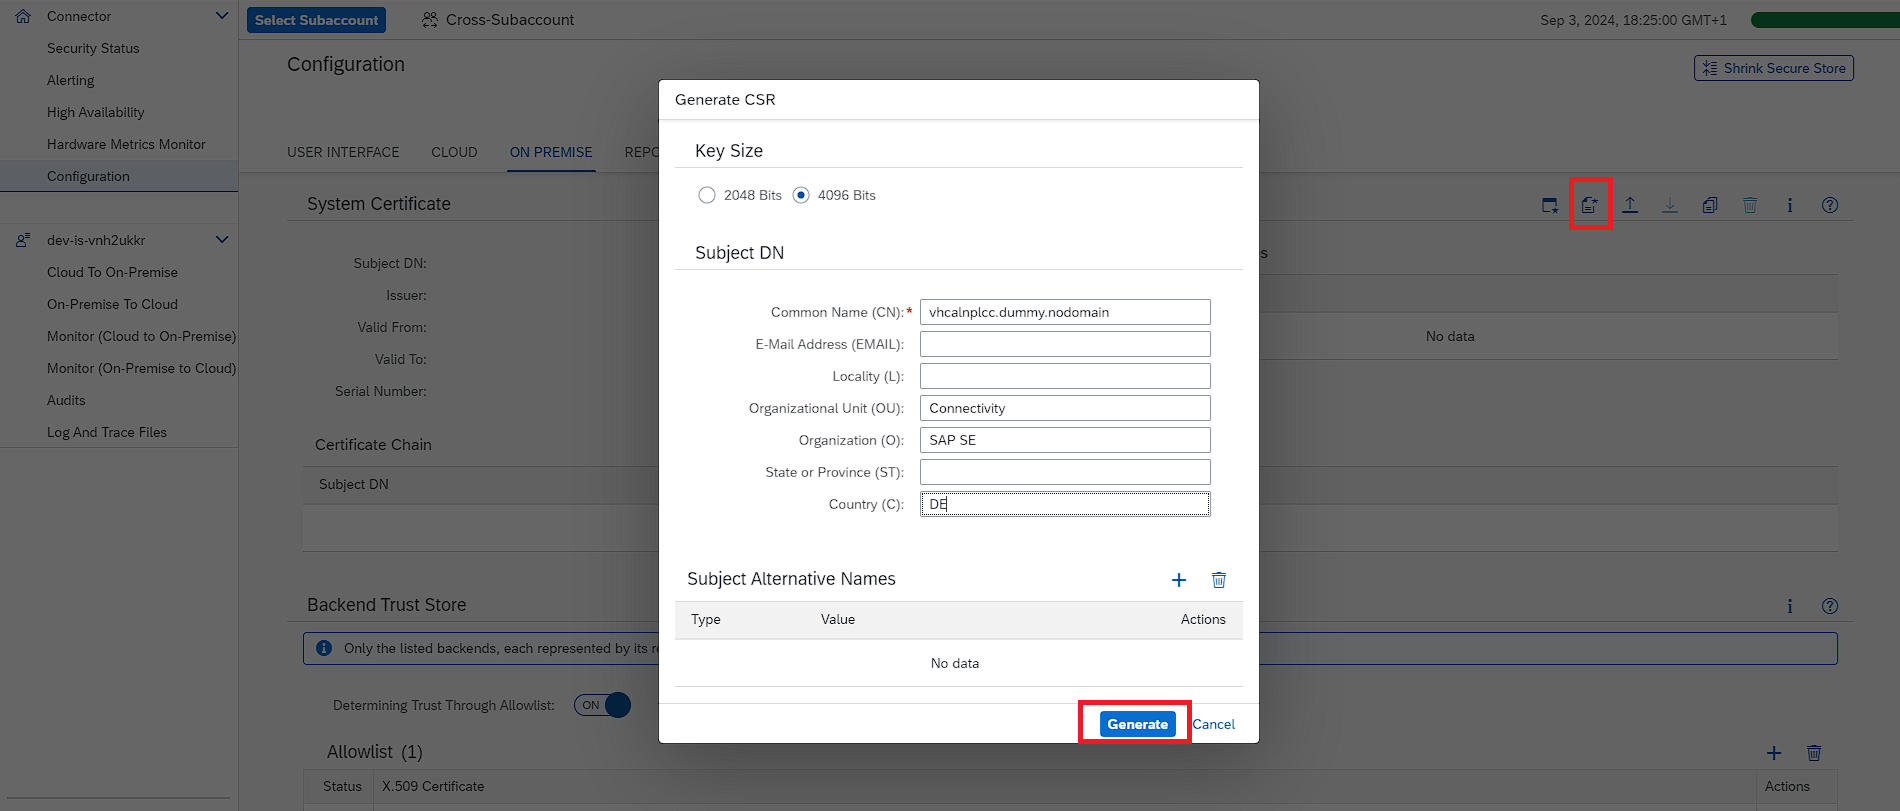 Connector
Select Subaccount
Cross-Subaccount
Sep 3, 2024, 18:25:00 GMT+1
Security Status
Alerting
High Availability
Hardware Metrics Monitor
Configuration
dev-is-vnh2ukkr
Cloud To On-Premise
On-Premise To Cloud
Monitor (Cloud to On-Premise)
Monitor (On-Premise to Cloud)
Audits
Log And Trace Files
Configuration
Shrink Secure Store
USER INTERFACE
CLOUD
ON PREMISE
REPO
System Certificate
Subject DN:
Issuer:
Valid From:
Valid To:
Serial Number:
s
No data
Certificate Chain
Subject DN
Backend Trust Store
Only the listed backends, each represented by its re
Determining Trust Through Allowlist:
ON
Allowlist (1)
Status
X.509 Certificate
Actions
Generate CSR
Key Size
2048 Bits
4096 Bits
Subject DN
Common Name (CN):* vhcalnplcc.dummy.nodomain
E-Mail Address (EMAIL):
Locality (L):
Organizational Unit (OU): Connectivity
Organization (O): SAP SE
State or Province (ST):
Country (C): DE
Subject Alternative Names
Type Value Actions
No data
Generate
Cancel